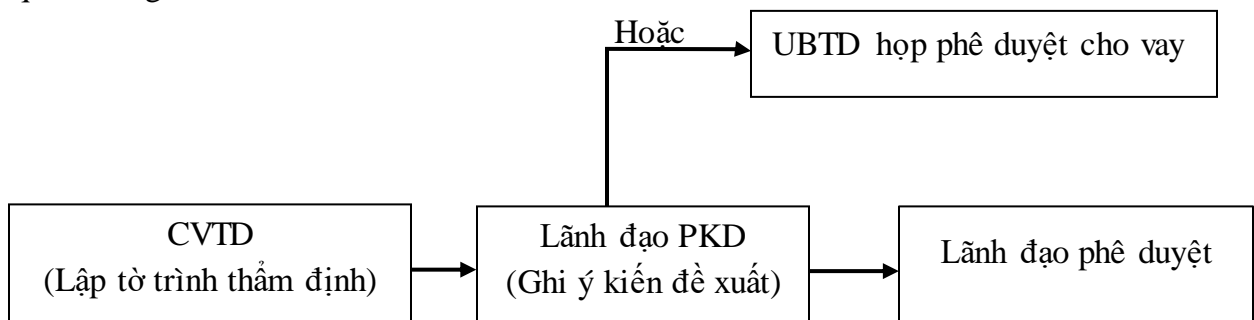 Hoặc
UBTD họp phê duyệt cho vay
CVTD
(Lập tờ trình thẩm định)
Lãnh đạo PKD
(Ghi ý kiến đề xuất)
Lãnh đạo phê duyệt